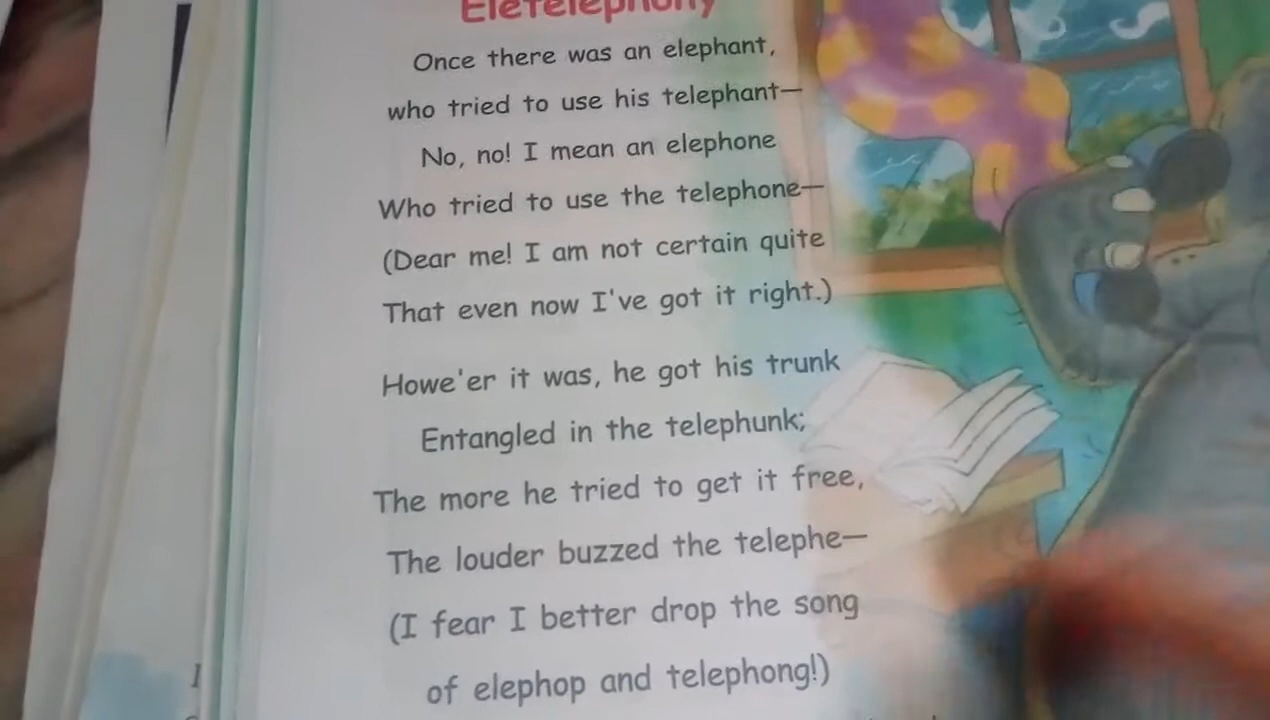 Eletelephony
Once there was an elephant,
who tried to use his telephant—
No, no! I mean an elephone
Who tried to use the telephone—
(Dear me! I am not certain quite
That even now I've got it right.)
Howe'er it was, he got his trunk
Entangled in the telephunk;
The more he tried to get it free,
The louder buzzed the telephe—
(I fear I better drop the song
of elephop and telephong!)